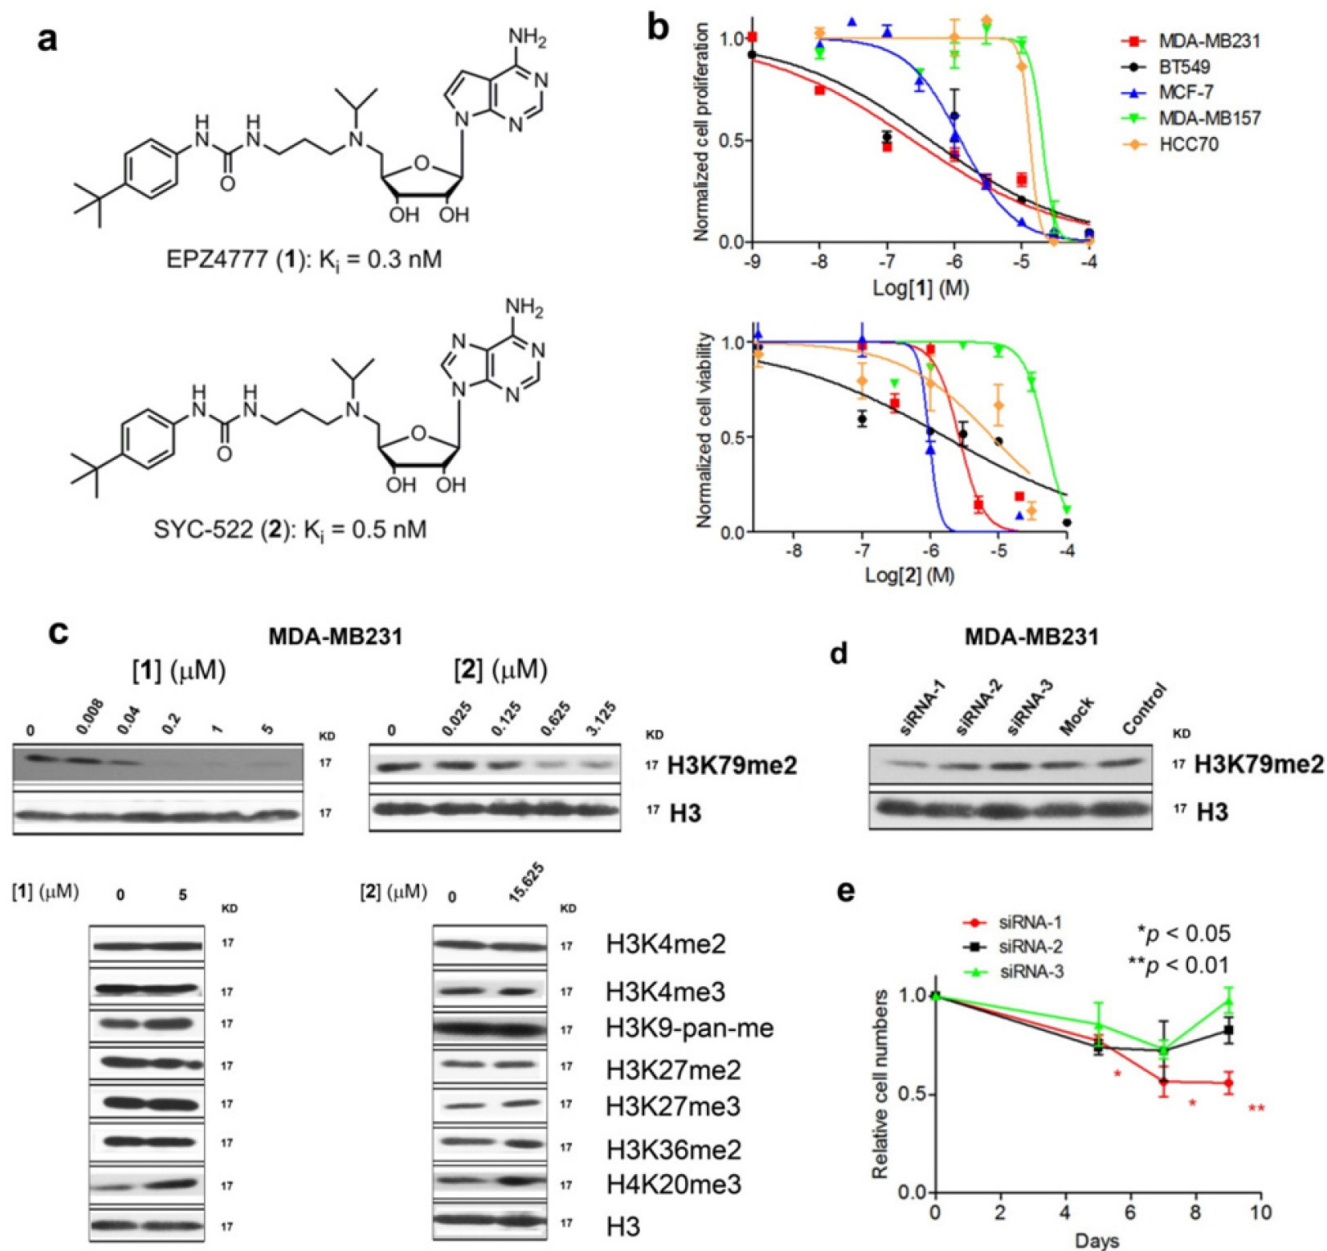 a
NH2
N
N
N
N
H
N
H
N
N
O
O
OH
OH
EPZ4777 (1): Ki = 0.3 nM
NH2
N
N
N
N
H
N
H
N
N
O
O
OH
OH
SYC-522 (2): Ki = 0.5 nM
b
Normalized cell proliferation
1.0
0.5
0.0
-9 -8 -7 -6 -5 -4
Log[1] (M)
MDA-MB231
BT549
MCF-7
MDA-MB157
HCC70
Normalized cell viability
1.0
0.5
0.0
-8 -7 -6 -5 -4
Log[2] (M)
c
MDA-MB231
[1] (µM)
[2] (µM)
0 0.008 0.04 0.2 1 5 KD
0 0.025 0.125 0.625 3.125 KD
17
17 H3K79me2
17
17 H3
[1] (µM) 0 5 KD
[2] (µM) 0 15.625 KD
17 17 H3K4me2
17 17 H3K4me3
17 17 H3K9-pan-me
17 17 H3K27me2
17 17 H3K27me3
17 17 H3K36me2
17 17 H4K20me3
17 17 H3
d
MDA-MB231
siRNA-1 siRNA-2 siRNA-3 Mock Control KD
17 H3K79me2
17 H3
e
siRNA-1
siRNA-2
siRNA-3
*p < 0.05
**p < 0.01
Relative cell numbers
1.0
0.5
0.0
*
*
**
0 2 4 6 8 10
Days